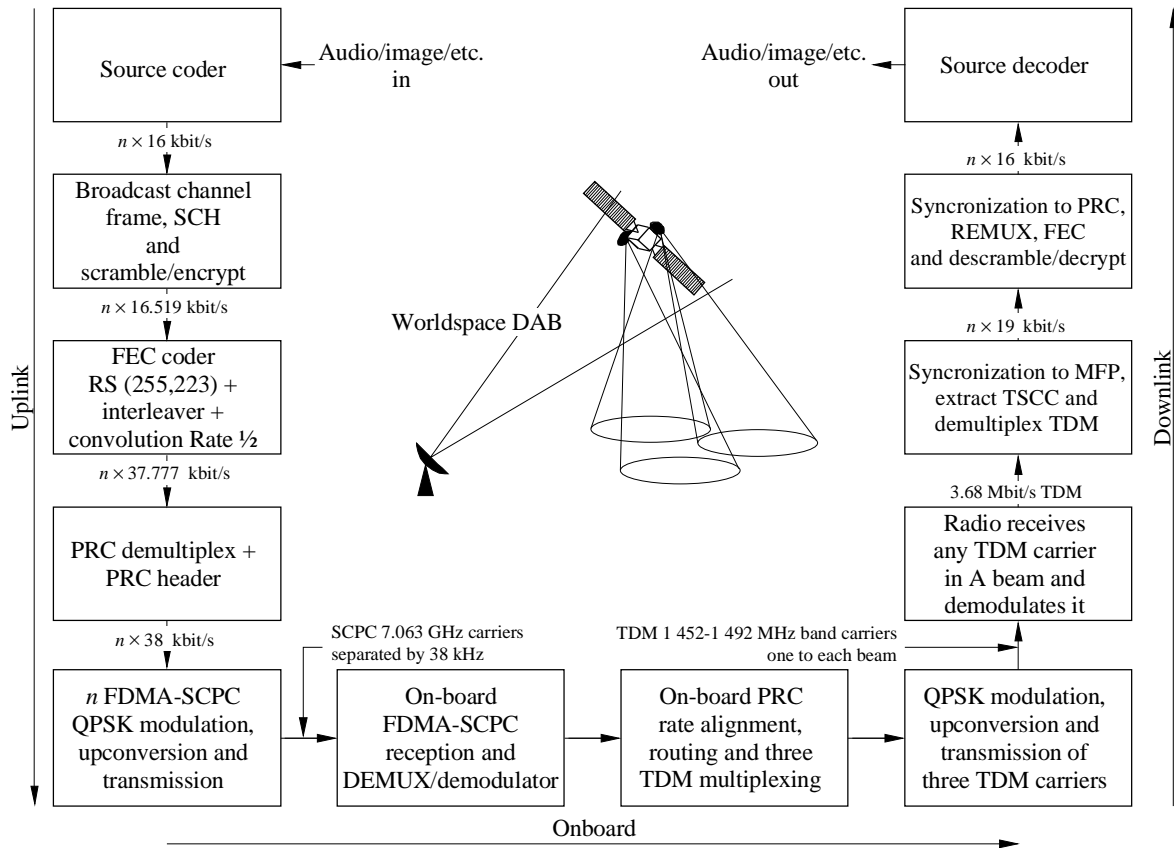 Uplink
Source coder
Audio/image/etc.
in
n × 16 kbit/s
Broadcast channel
frame, SCH
and
scramble/encrypt
n × 16.519 kbit/s
FEC coder
RS (255,223) +
interleaver +
convolution Rate ½
n × 37.777 kbit/s
PRC demultiplex +
PRC header
n × 38 kbit/s
n FDMA-SCPC
QPSK modulation,
upconversion and
transmission
SCPC 7.063 GHz carriers
separated by 38 kHz
On-board
FDMA-SCPC
reception and
DEMUX/demodulator
On-board PRC
rate alignment,
routing and three
TDM multiplexing
QPSK modulation,
upconversion and
transmission of
three TDM carriers
TDM 1 452-1 492 MHz band carriers
one to each beam
Radio receives
any TDM carrier
in A beam and
demodulates it
3.68 Mbit/s TDM
Syncronization to MFP,
extract TSCC and
demultiplex TDM
n × 19 kbit/s
Syncronization to PRC,
REMUX, FEC
and descramble/decrypt
n × 16 kbit/s
Source decoder
Audio/image/etc.
out
Downlink
Worldspace DAB
Onboard